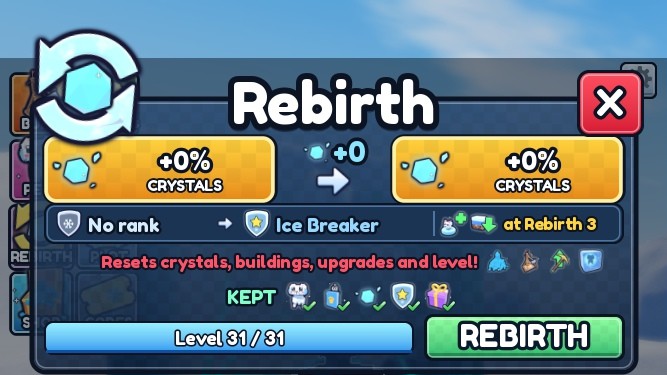 Rebirth
+0%
CRYSTALS
+0
+0%
CRYSTALS
No rank
Ice Breaker
at Rebirth 3
Resets crystals, buildings, upgrades and level!
KEPT
Level 31 / 31
REBIRTH
REBIRTH